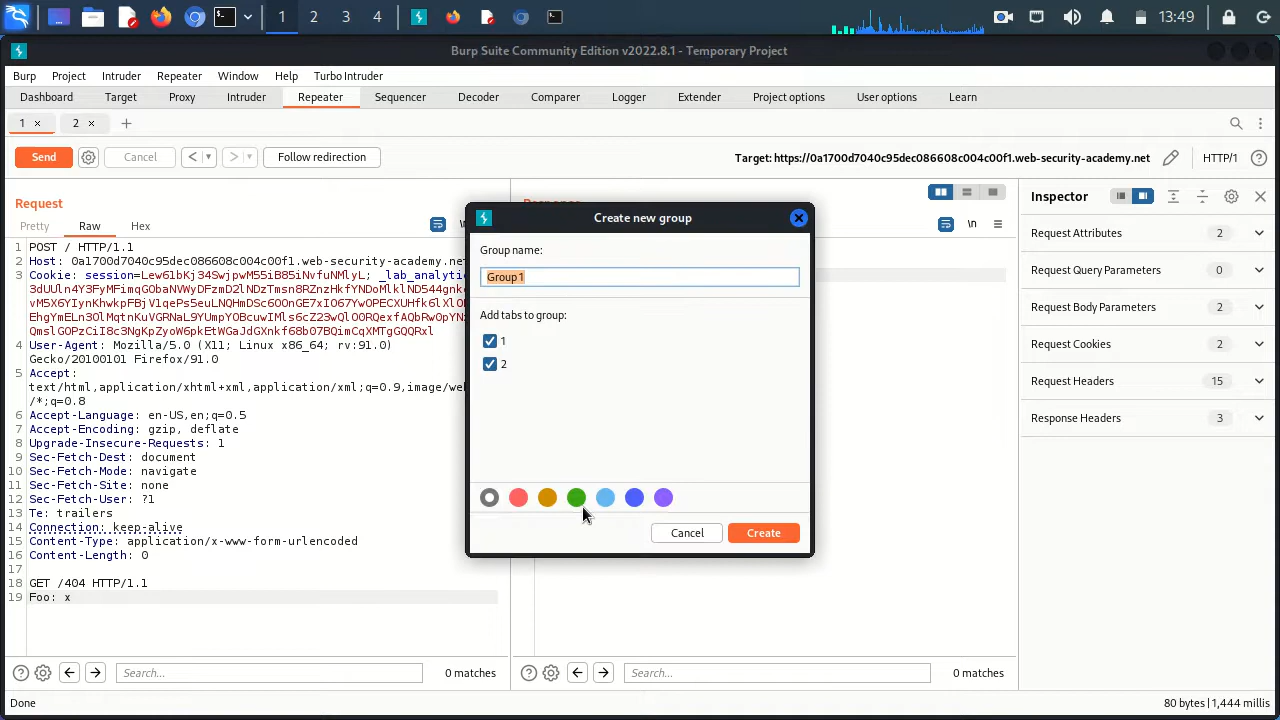 1 2 3 4 13:49
Burp Suite Community Edition v2022.8.1 - Temporary Project
Burp Project Intruder Repeater Window Help Turbo Intruder
Dashboard Target Proxy Intruder Repeater Sequencer Decoder Comparer Logger Extender Project options User options Learn
1 × 2 × +
Send Cancel < > Follow redirection Target: https://0a1700d7040c95dec086608c004c00f1.web-security-academy.net HTTP/1
Request
Pretty Raw Hex \n
1 POST / HTTP/1.1
2 Host: 0a1700d7040c95dec086608c004c00f1.web-security-academy.net
3 Cookie: session=Lew61bKj34SwjpwM55iB85iNvfuNMlyL; _lab_analytic
4 User-Agent: Mozilla/5.0 (X11; Linux x86_64; rv:91.0)
Gecko/20100101 Firefox/91.0
5 Accept:
text/html,application/xhtml+xml,application/xml;q=0.9,image/we
/*;q=0.8
6 Accept-Language: en-US,en;q=0.5
7 Accept-Encoding: gzip, deflate
8 Upgrade-Insecure-Requests: 1
9 Sec-Fetch-Dest: document
10 Sec-Fetch-Mode: navigate
11 Sec-Fetch-Site: none
12 Sec-Fetch-User: ?1
13 Te: trailers
14 Connection: keep-alive
15 Content-Type: application/x-www-form-urlencoded
16 Content-Length: 0
17
18 GET /404 HTTP/1.1
19 Foo: x
Search... 0 matches
Create new group
Group name:
Group 1
Add tabs to group:
1
2
Cancel Create
\n
Search... 0 matches
Inspector
Request Attributes 2
Request Query Parameters 0
Request Body Parameters 2
Request Cookies 2
Request Headers 15
Response Headers 3
Done 80 bytes | 1,444 millis